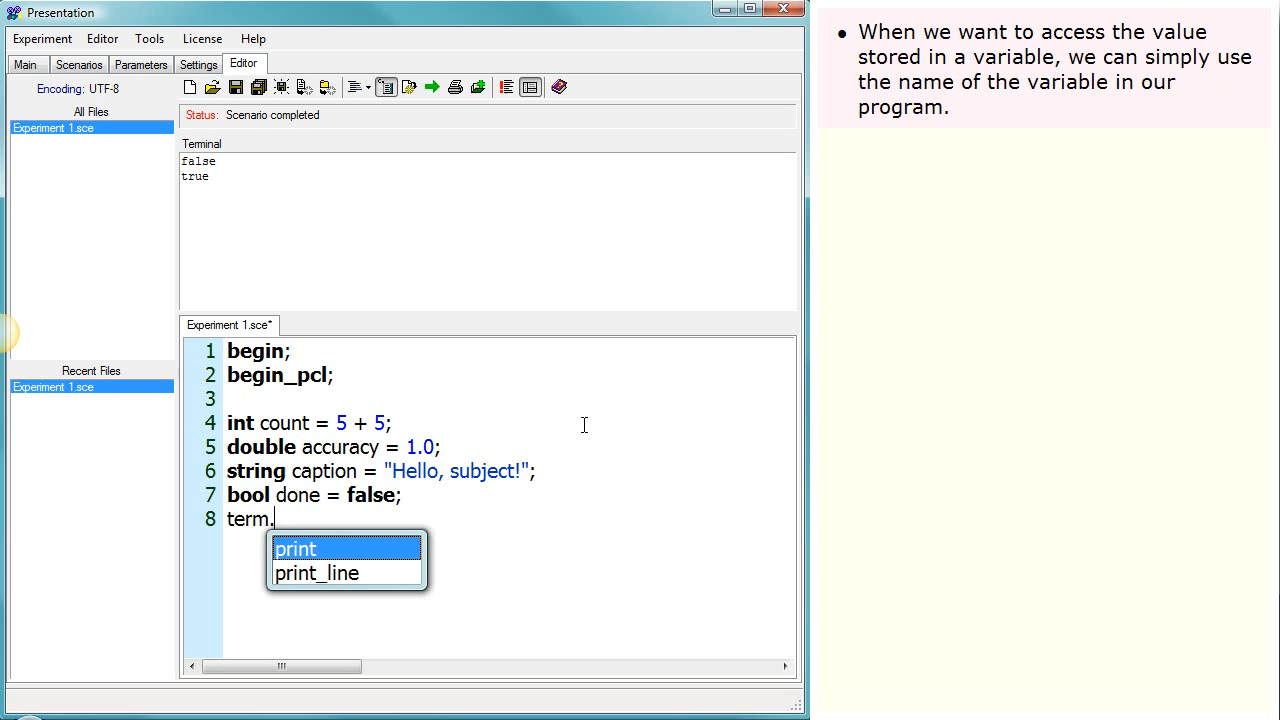 Presentation
Experiment Editor Tools License Help
Main Scenarios Parameters Settings Editor
Encoding: UTF-8
All Files
Experiment 1.sce
Status: Scenario completed
Terminal
false
true
Recent Files
Experiment 1.sce
Experiment 1.sce*
1 begin;
2 begin_pcl;
3
4 int count = 5 + 5;
5 double accuracy = 1.0;
6 string caption = "Hello, subject!";
7 bool done = false;
8 term.
print
print_line
• When we want to access the value
stored in a variable, we can simply use
the name of the variable in our
program.